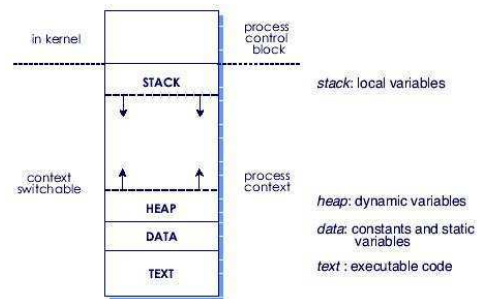 in kernel
process
control
block
STACK
stack: local variables
context
switchable
process
context
HEAP
heap: dynamic variables
DATA
data: constants and static
variables
TEXT
text : executable code